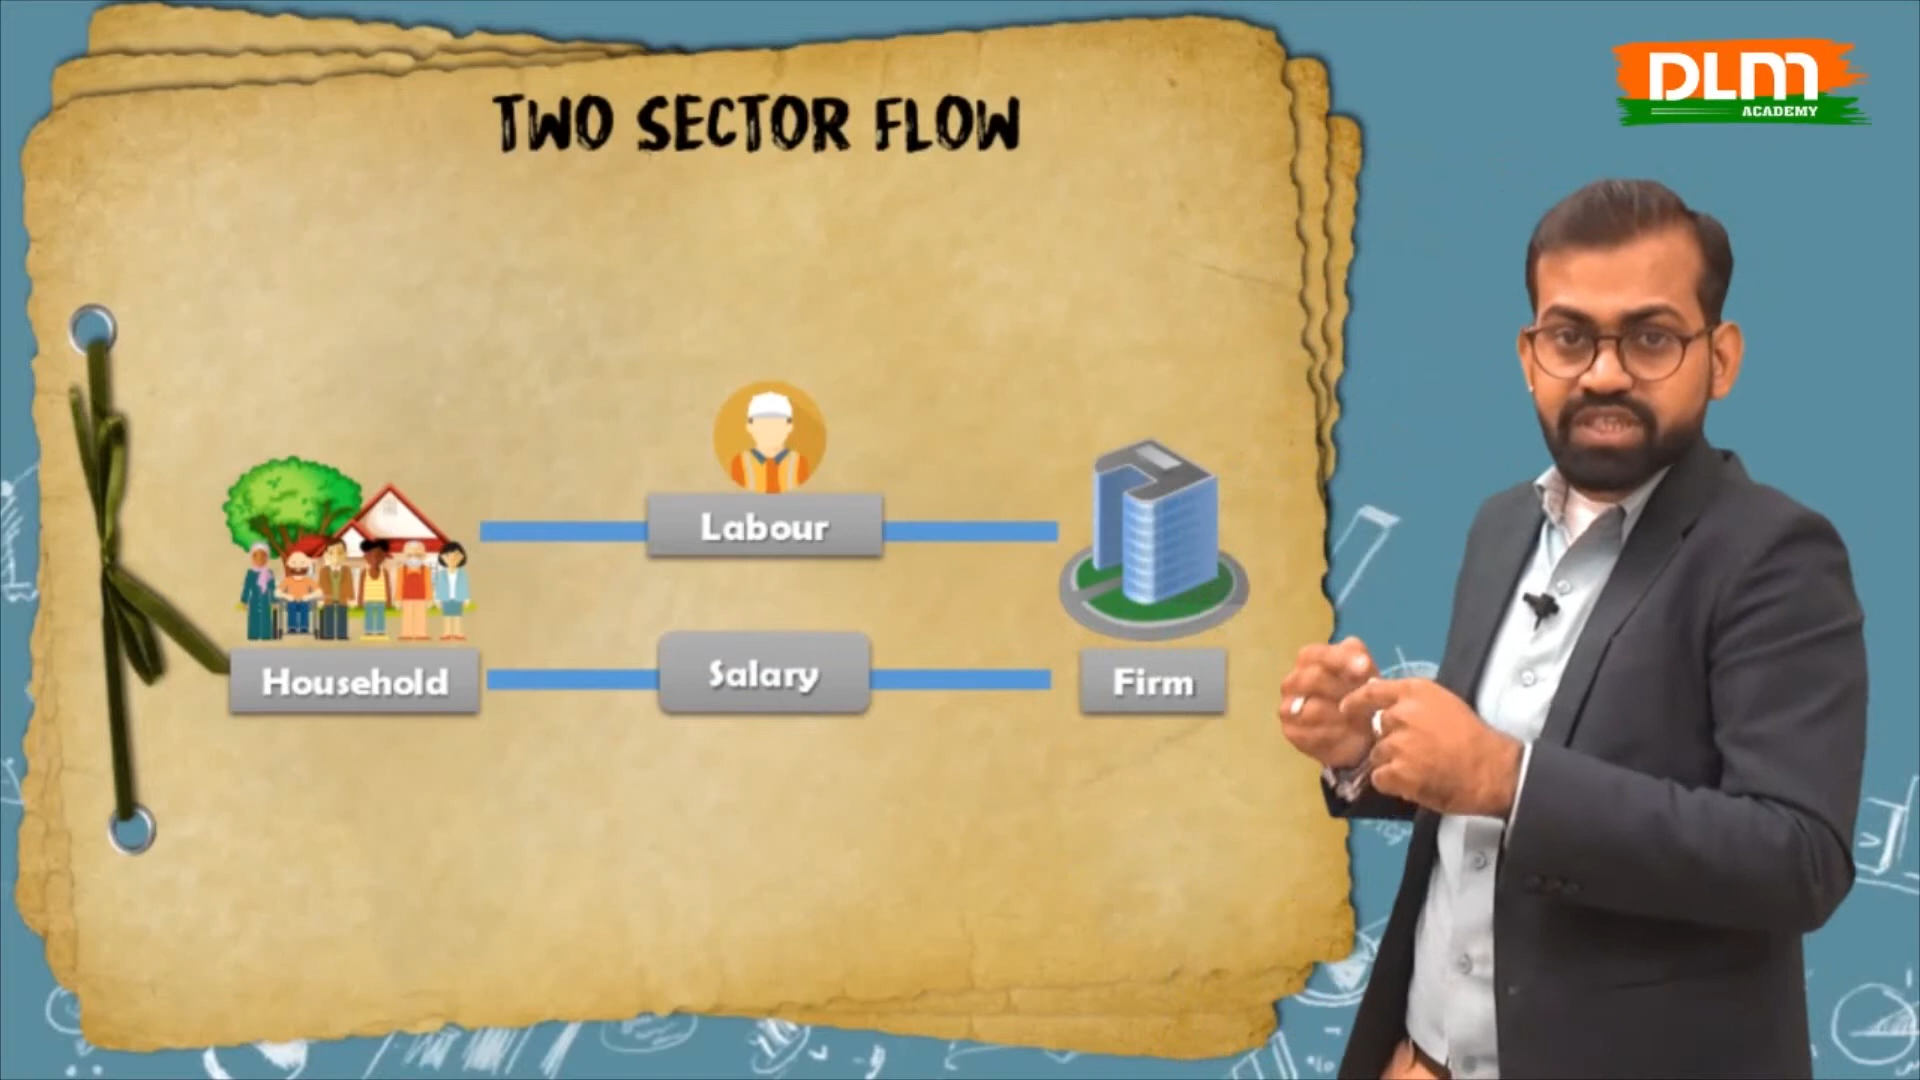 DLM
ACADEMY
TWO SECTOR FLOW
Labour
Household
Salary
Firm